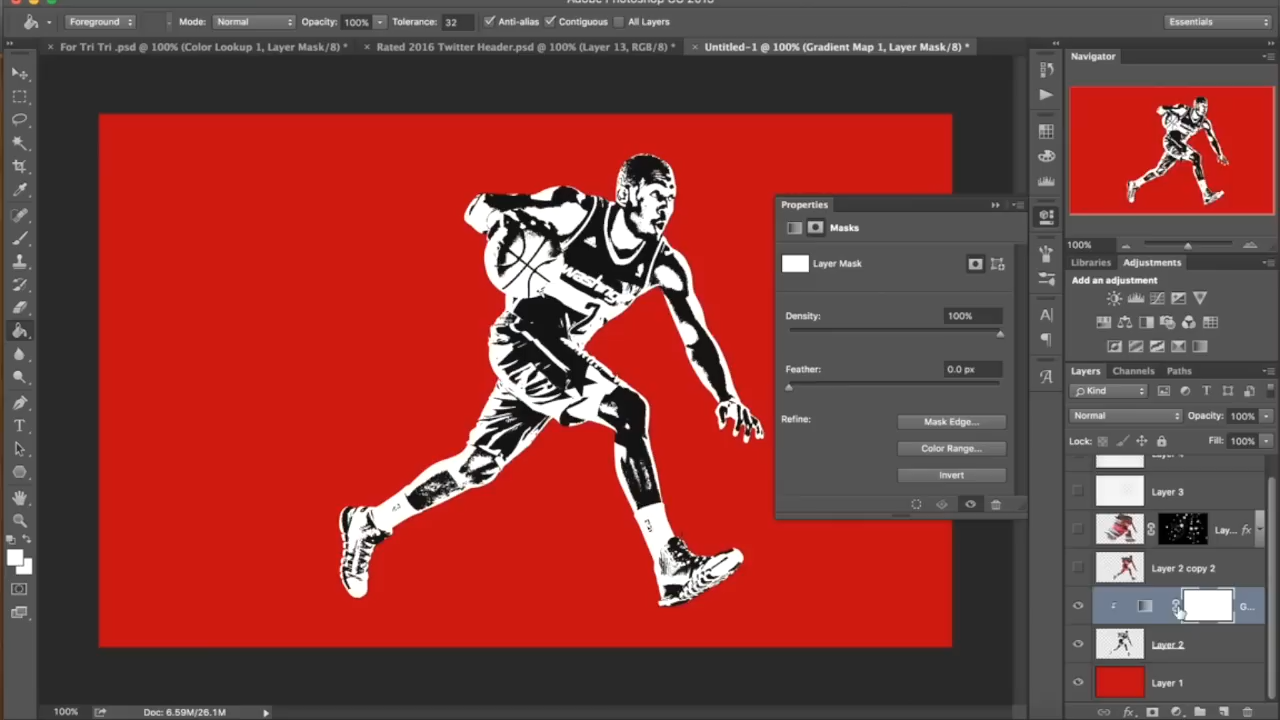 Adobe Photoshop CC 2015
Foreground Mode: Normal Opacity: 100% Tolerance: 32 Anti-alias Contiguous All Layers Essentials
For Tri Tri .psd @ 100% (Color Lookup 1, Layer Mask/8) * Rated 2016 Twitter Header.psd @ 100% (Layer 13, RGB/8) * Untitled-1 @ 100% (Gradient Map 1, Layer Mask/8) *
Navigator
100%
Libraries Adjustments
Add an adjustment
Properties
Masks
Layer Mask
Density: 100%
Feather: 0.0 px
Refine: Mask Edge...
Color Range...
Invert
Layers Channels Paths
Kind
Normal Opacity: 100%
Lock: Fill: 100%
Layer 4
Layer 3
Lay... fx
Layer 2 copy 2
G...
Layer 2
Layer 1
washing
2
100% Doc: 6.59M/26.1M